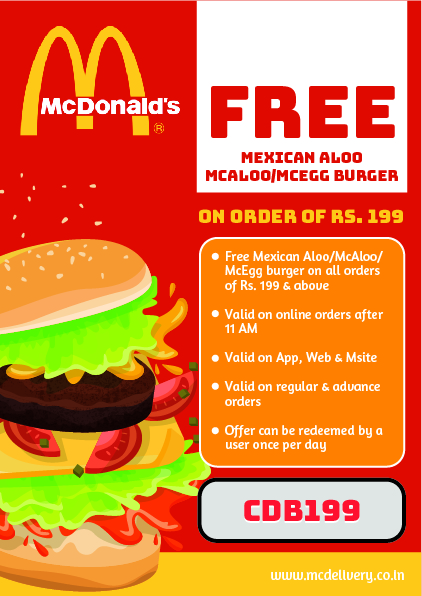 McDonald's
®
FREE
MEXICAN ALOO
MCALOO/MCEGG BURGER
ON ORDER OF RS. 199
Free Mexican Aloo/McAloo/
McEgg burger on all orders
of Rs. 199 & above
Valid on online orders after
11 AM
Valid on App, Web & Msite
Valid on regular & advance
orders
Offer can be redeemed by a
user once per day
CDB199
www.mcdelivery.co.in